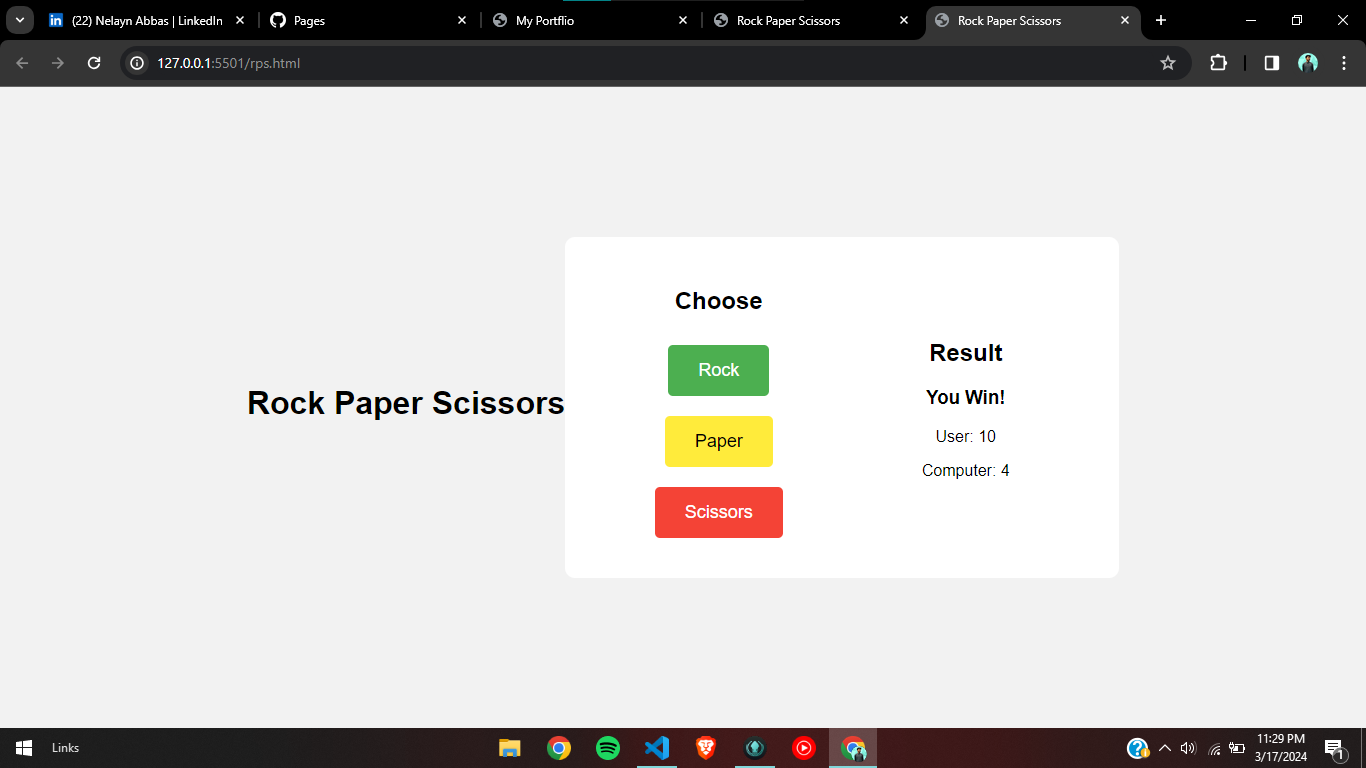 (22) Nelayn Abbas | LinkedIn
Pages
My Portflio
Rock Paper Scissors
Rock Paper Scissors
127.0.0.1:5501/rps.html
Rock Paper Scissors
Choose
Rock
Paper
Scissors
Result
You Win!
User: 10
Computer: 4
Links
11:29 PM
3/17/2024
1